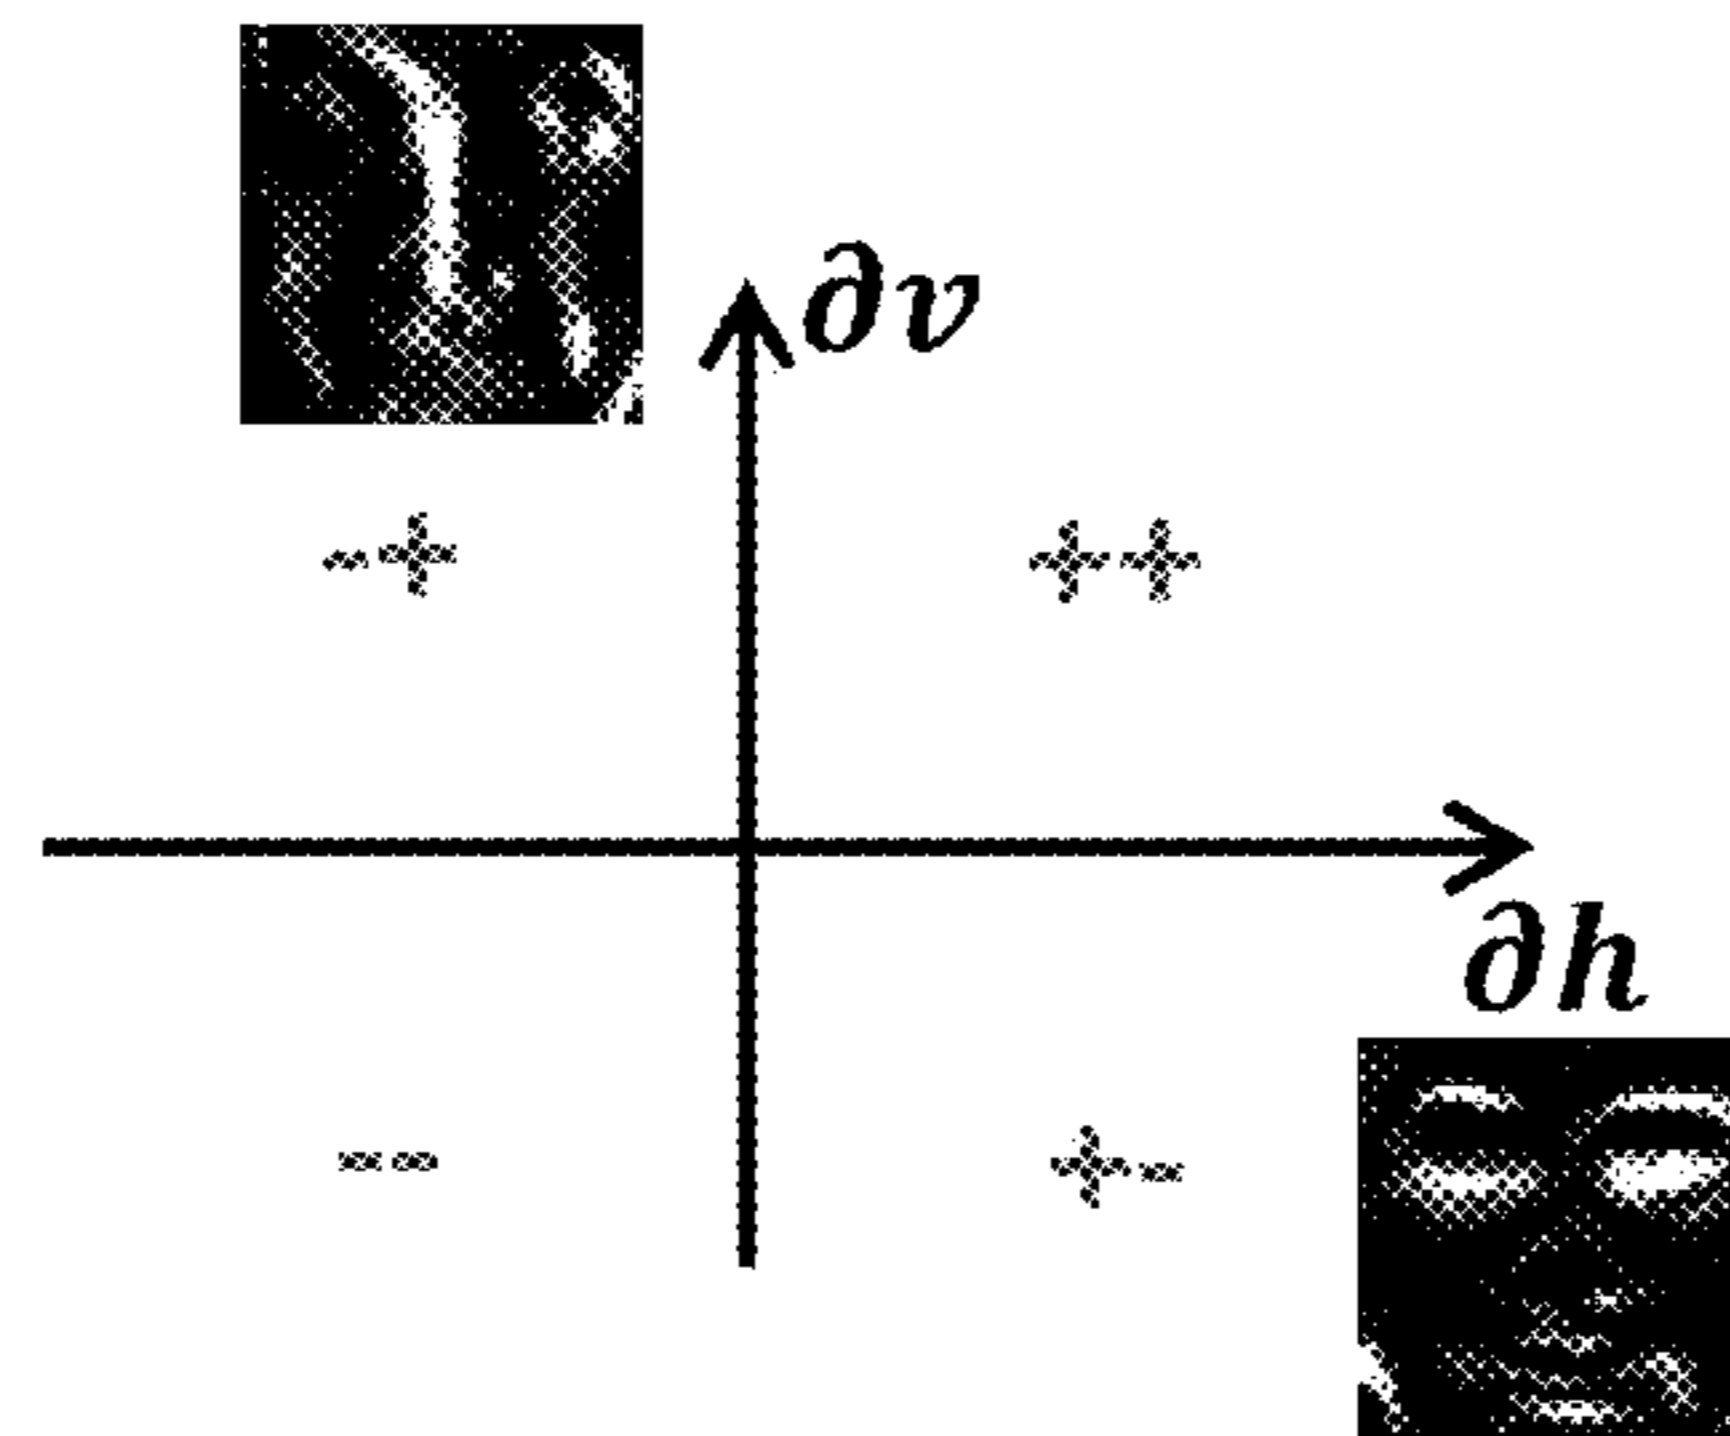 ∂v
-+ ++
∂h
-- +-